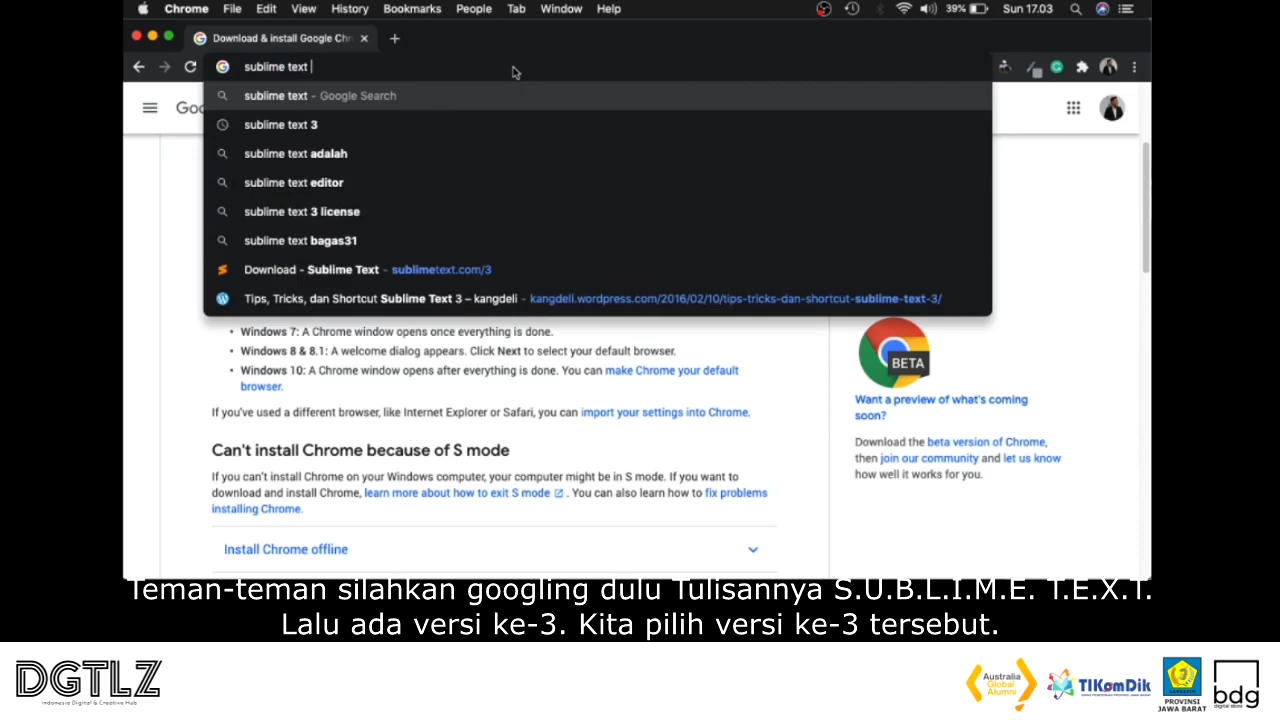 Chrome File Edit View History Bookmarks People Tab Window Help 39% Sun 17.03
Download & install Google Chr
sublime text
sublime text - Google Search
Goo
sublime text 3
sublime text adalah
sublime text editor
sublime text 3 license
sublime text bagas31
Download - Sublime Text - sublimetext.com/3
Tips, Tricks, dan Shortcut Sublime Text 3 – kangdeli - kangdeli.wordpress.com/2016/02/10/tips-tricks-dan-shortcut-sublime-text-3/
• Windows 7: A Chrome window opens once everything is done.
• Windows 8 & 8.1: A welcome dialog appears. Click Next to select your default browser.
• Windows 10: A Chrome window opens after everything is done. You can make Chrome your default
browser.
If you've used a different browser, like Internet Explorer or Safari, you can import your settings into Chrome.
Can't install Chrome because of S mode
If you can't install Chrome on your Windows computer, your computer might be in S mode. If you want to
download and install Chrome, learn more about how to exit S mode. You can also learn how to fix problems
installing Chrome.
Install Chrome offline
BETA
Want a preview of what's coming
soon?
Download the beta version of Chrome,
then join our community and let us know
how well it works for you.
Teman-teman silahkan googling dulu Tulisannya S.U.B.L.I.M.E. T.E.X.T.
Lalu ada versi ke-3. Kita pilih versi ke-3 tersebut.
DGTLZ
Indonesia Digital & Creative Hub
Australia
Global
Alumni
TIKomDik
PROVINSI
JAWA BARAT
bdg
digital store